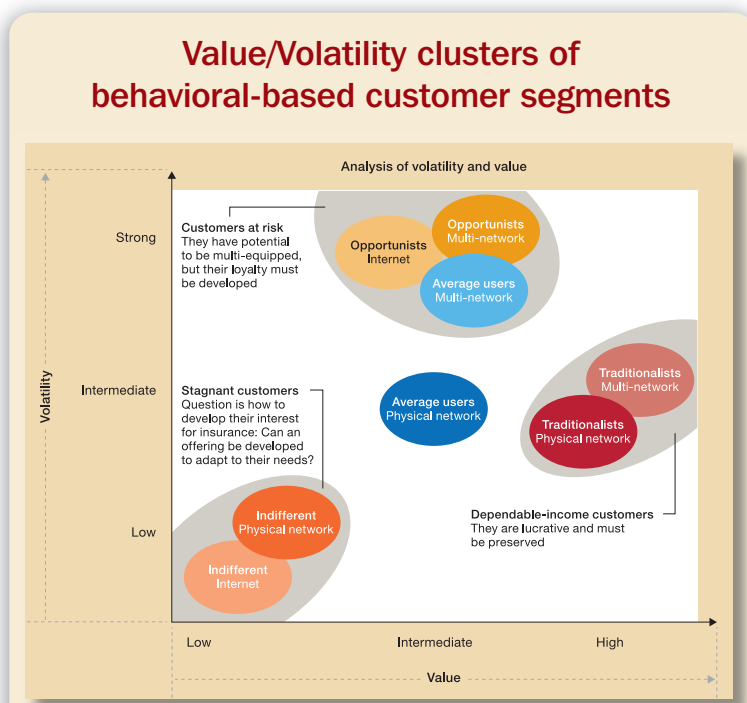 Value/Volatility clusters of
behavioral-based customer segments
Analysis of volatility and value
Volatility
Strong
Intermediate
Low
Customers at risk
They have potential
to be multi-equipped,
but their loyalty must
be developed
Opportunists
Internet
Opportunists
Multi-network
Average users
Multi-network
Stagnant customers
Question is how to
develop their interest
for insurance: Can an
offering be developed
to adapt to their needs?
Average users
Physical network
Traditionalists
Multi-network
Traditionalists
Physical network
Indifferent
Physical network
Indifferent
Internet
Dependable-income customers
They are lucrative and must
be preserved
Low
Intermediate
High
Value